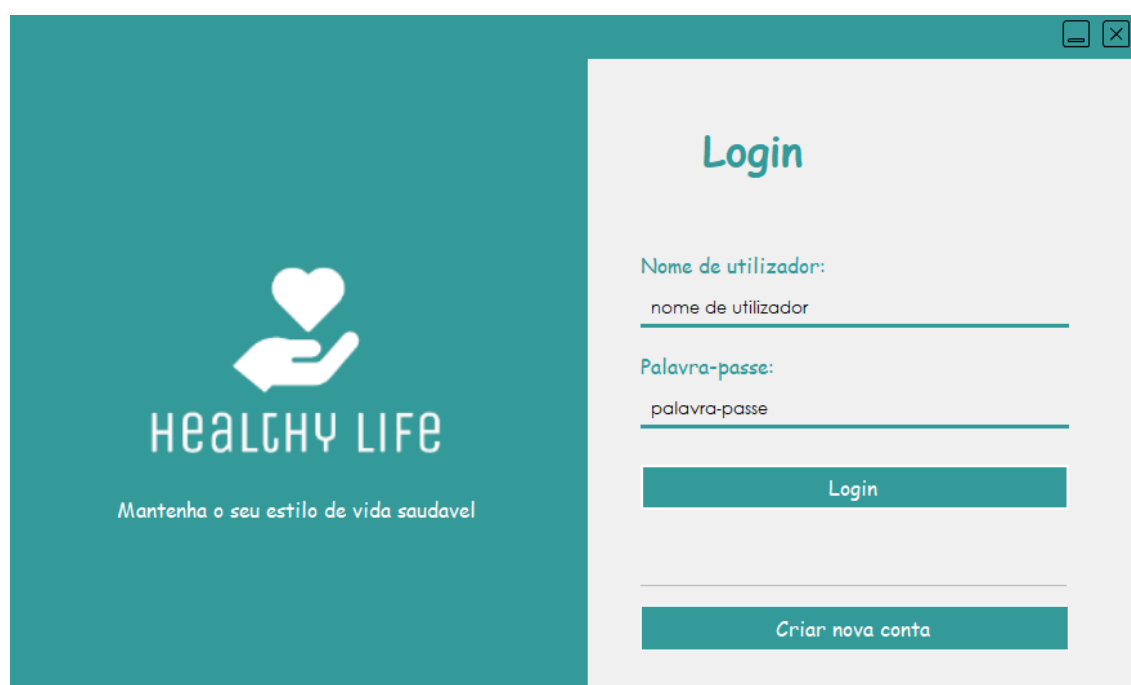 HEALTHY LIFE
Mantenha o seu estilo de vida saudavel
Login
Nome de utilizador:
nome de utilizador
Palavra-passe:
palavra-passe
Login
Criar nova conta